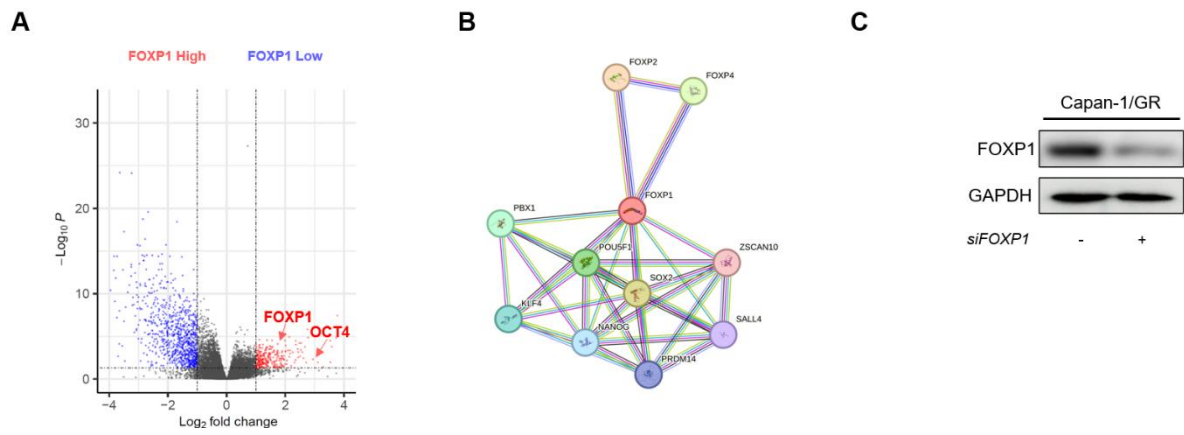 A
FOXP1 High FOXP1 Low
30
20
10
0
−Log10 P
FOXP1
OCT4
−4 −2 0 2 4
Log2 fold change
B
FOXP2
FOXP4
FOXP1
PBX1
POU5F1
ZSCAN10
SOX2
KLF4
NANOG
SALL4
PRDM14
C
Capan-1/GR
FOXP1
GAPDH
siFOXP1 - +